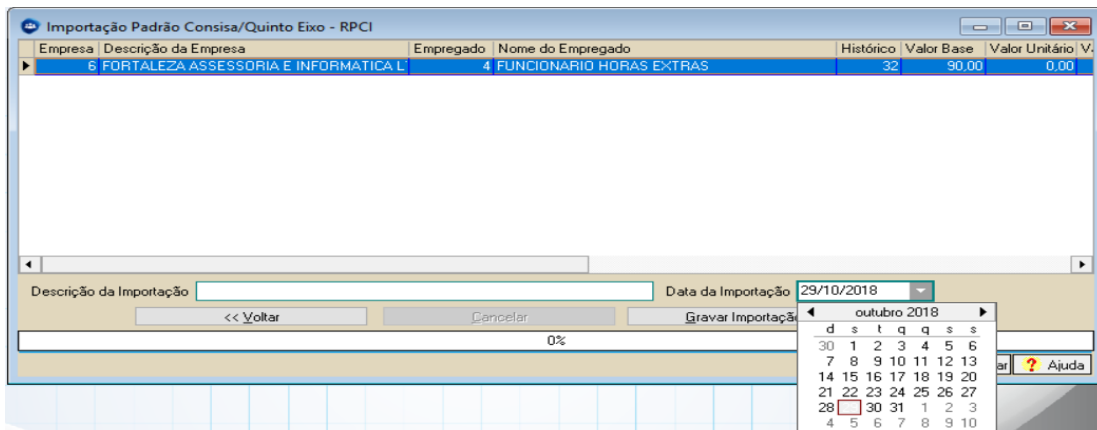 Importação Padrão Consisa/Quinto Eixo - RPCI
Empresa Descrição da Empresa Empregado Nome do Empregado Histórico Valor Base Valor Unitário V
6 FORTALEZA ASSESSORIA E INFORMATICA L 4 FUNCIONARIO HORAS EXTRAS 32 90,00 0,00
Descrição da Importação Data da Importação 29/10/2018
<< Voltar Cancelar Gravar Importaçã
outubro 2018
0%
d s t q q s s
30 1 2 3 4 5 6
7 8 9 10 11 12 13
ar ? Ajuda
14 15 16 17 18 19 20
21 22 23 24 25 26 27
28 30 31 1 2 3
4 5 6 7 8 9 10